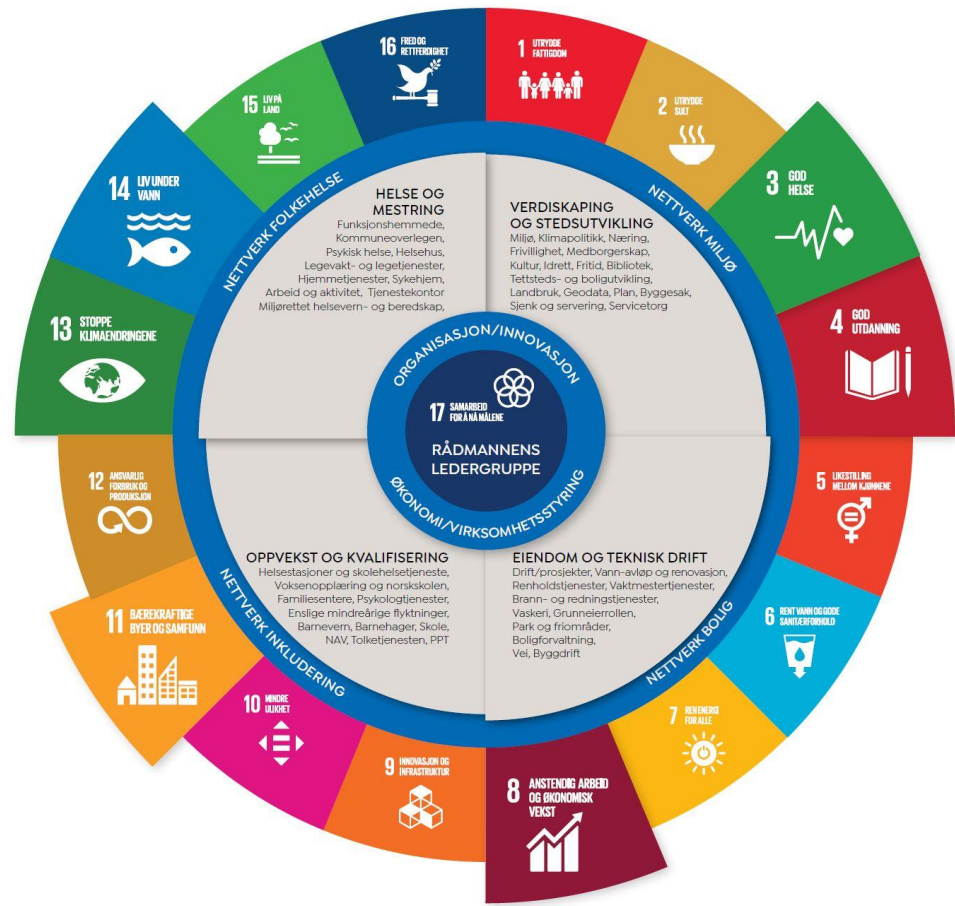 16 FRED OG
RETTFERDIGHET
1 UTRYDDE
FATTIGDOM
2 UTRYDDE
SULT
3 GOD
HELSE
4 GOD
UTDANNING
5 LIKESTILLING
MELLOM KJØNNENE
6 RENT VANN OG GODE
SANITÆRFORHOLD
7 REN ENERGI
FOR ALLE
8 ANSTENDIG ARBEID
OG ØKONOMISK
VEKST
9 INNOVASJON OG
INFRASTRUKTUR
10 MINDRE
ULIKHET
11 BÆREKRAFTIGE
BYER OG SAMFUNN
12 ANSVARLIG
FORBRUK OG
PRODUKSJON
13 STOPPE
KLIMAENDRINGENE
14 LIV UNDER
VANN
15 LIV PÅ
LAND
NETTVERK FOLKEHELSE
NETTVERK MILJØ
NETTVERK BOLIG
NETTVERK INKLUDERING
HELSE OG
MESTRING
Funksjonshemmede,
Kommuneoverlegen,
Psykisk helse, Helsehus,
Legevakt- og legetjenester,
Hjemmetjenester, Sykehjem,
Arbeid og aktivitet, Tjenestekontor
Miljørettet helsevern- og beredskap,
VERDISKAPING
OG STEDSUTVIKLING
Miljø, Klimapolitikk, Næring,
Frivillighet, Medborgerskap,
Kultur, Idrett, Fritid, Bibliotek,
Tettsteds- og boligutvikling,
Landbruk, Geodata, Plan, Byggesak,
Sjenk og servering, Servicetorg
ORGANISASJON/INNOVASJON
17 SAMARBEID
FOR Å NÅ MÅLENE
RÅDMANNENS
LEDERGRUPPE
ØKONOMI/VIRKSOMHETSSTYRING
OPPVEKST OG KVALIFISERING
Helsestasjoner og skolehelsetjeneste,
Voksenopplæring og norskskolen,
Familiesentere, Psykologtjenester,
Enslige mindreårige flyktninger,
Barnevern, Barnehager, Skole,
NAV, Tolketjenesten, PPT
EIENDOM OG TEKNISK DRIFT
Drift/prosjekter, Vann-avløp og renovasjon,
Renholdstjenester, Vaktmestertjenester,
Brann- og redningstjenester,
Vaskeri, Grunneierrollen,
Park og friområder,
Boligforvaltning,
Vei, Byggdrift